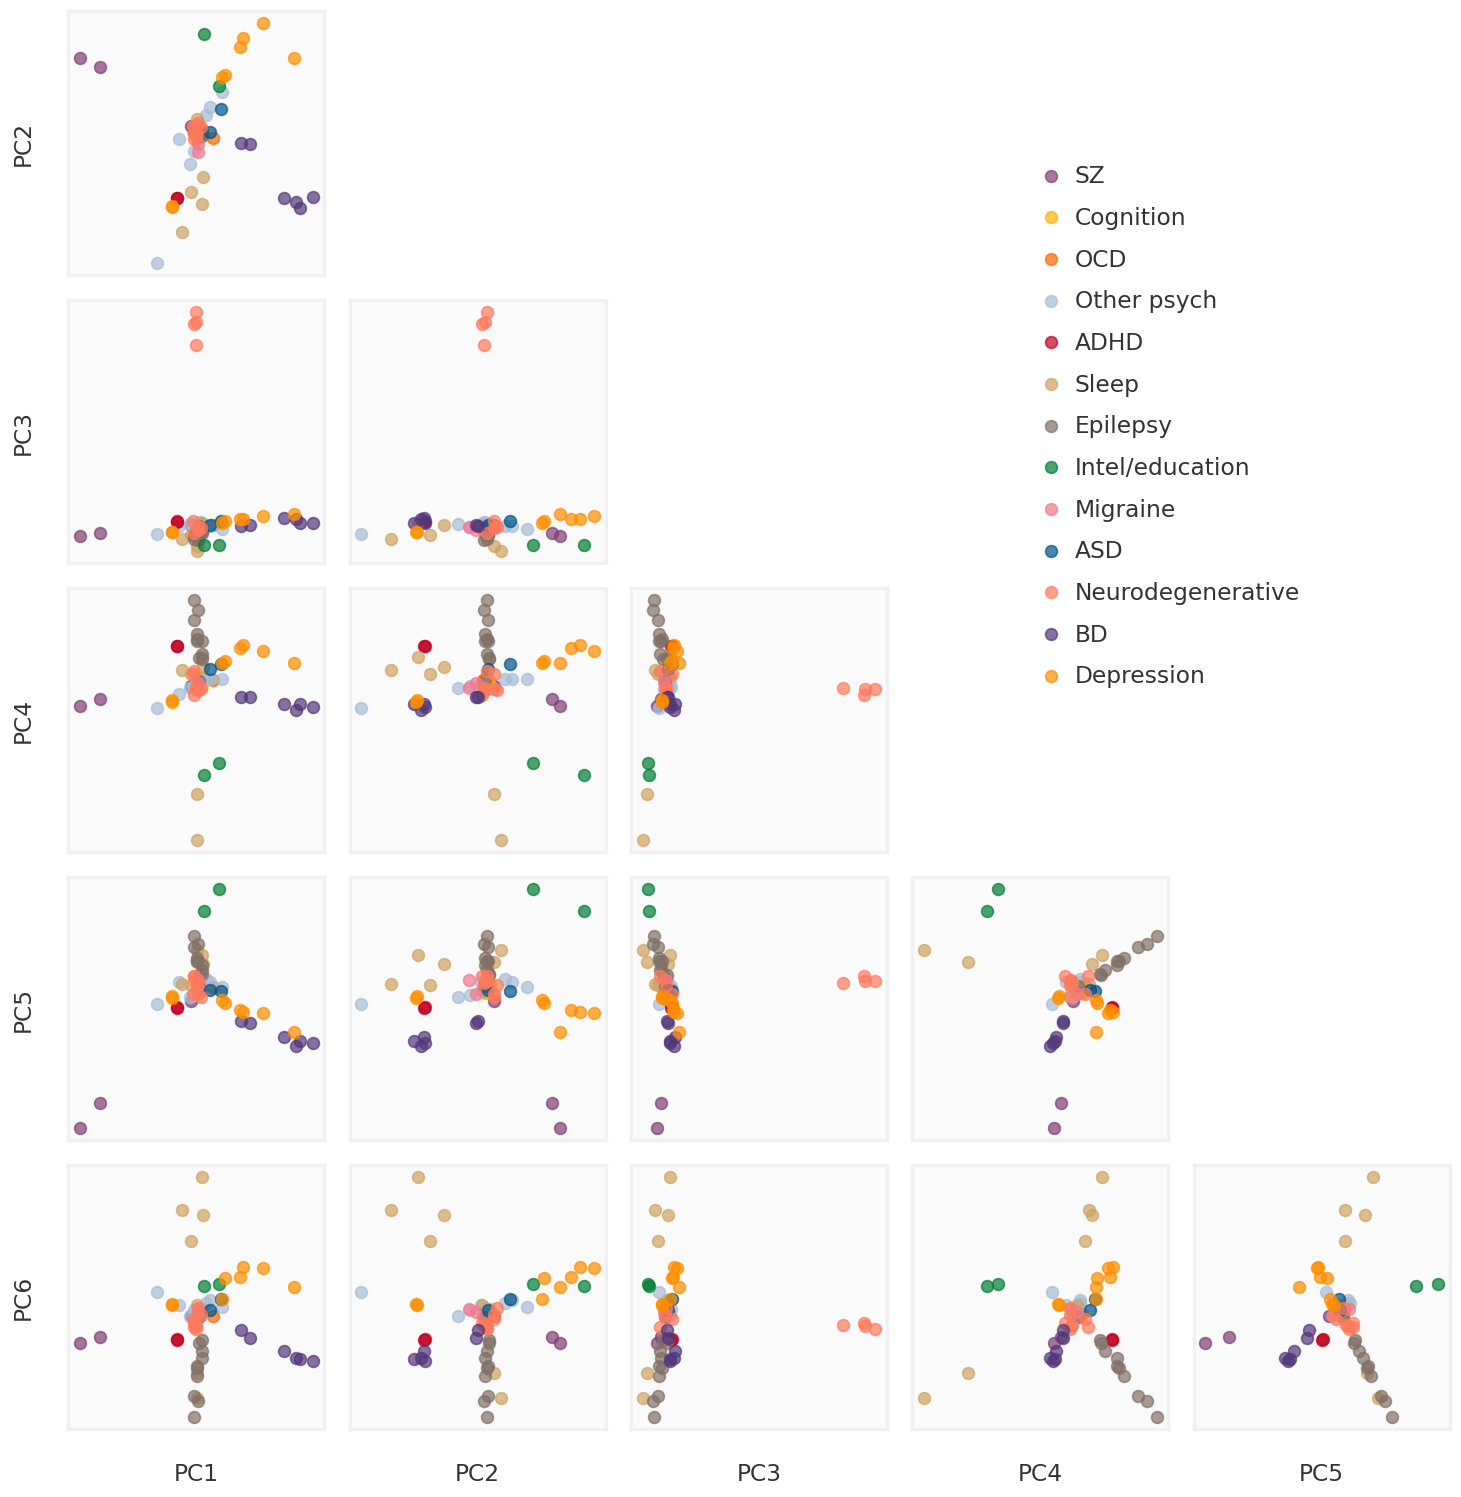 PC2
SZ
Cognition
OCD
Other psych
ADHD
Sleep
Epilepsy
Intel/education
Migraine
ASD
Neurodegenerative
BD
Depression
PC3
PC4
PC5
PC6
PC1
PC2
PC3
PC4
PC5